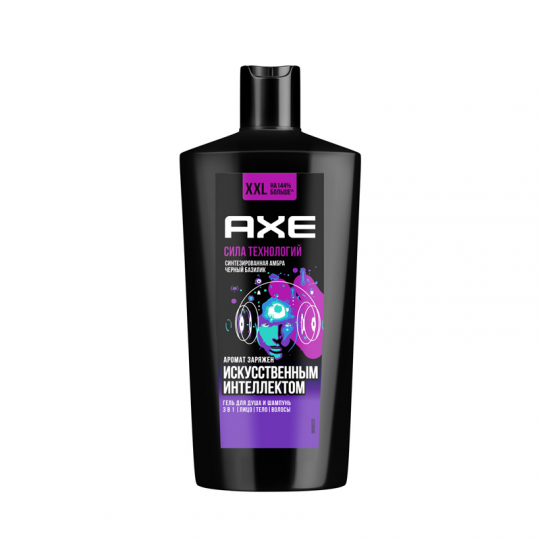 XXL НА 144% БОЛЬШЕ*
AXE
СИЛА ТЕХНОЛОГИЙ
СИНТЕЗИРОВАННАЯ АМБРА
ЧЕРНЫЙ БАЗИЛИК
АРОМАТ ЗАРЯЖЕН
ИСКУССТВЕННЫМ
ИНТЕЛЛЕКТОМ
ГЕЛЬ ДЛЯ ДУША И ШАМПУНЬ
3 В 1 | ЛИЦО | ТЕЛО | ВОЛОСЫ